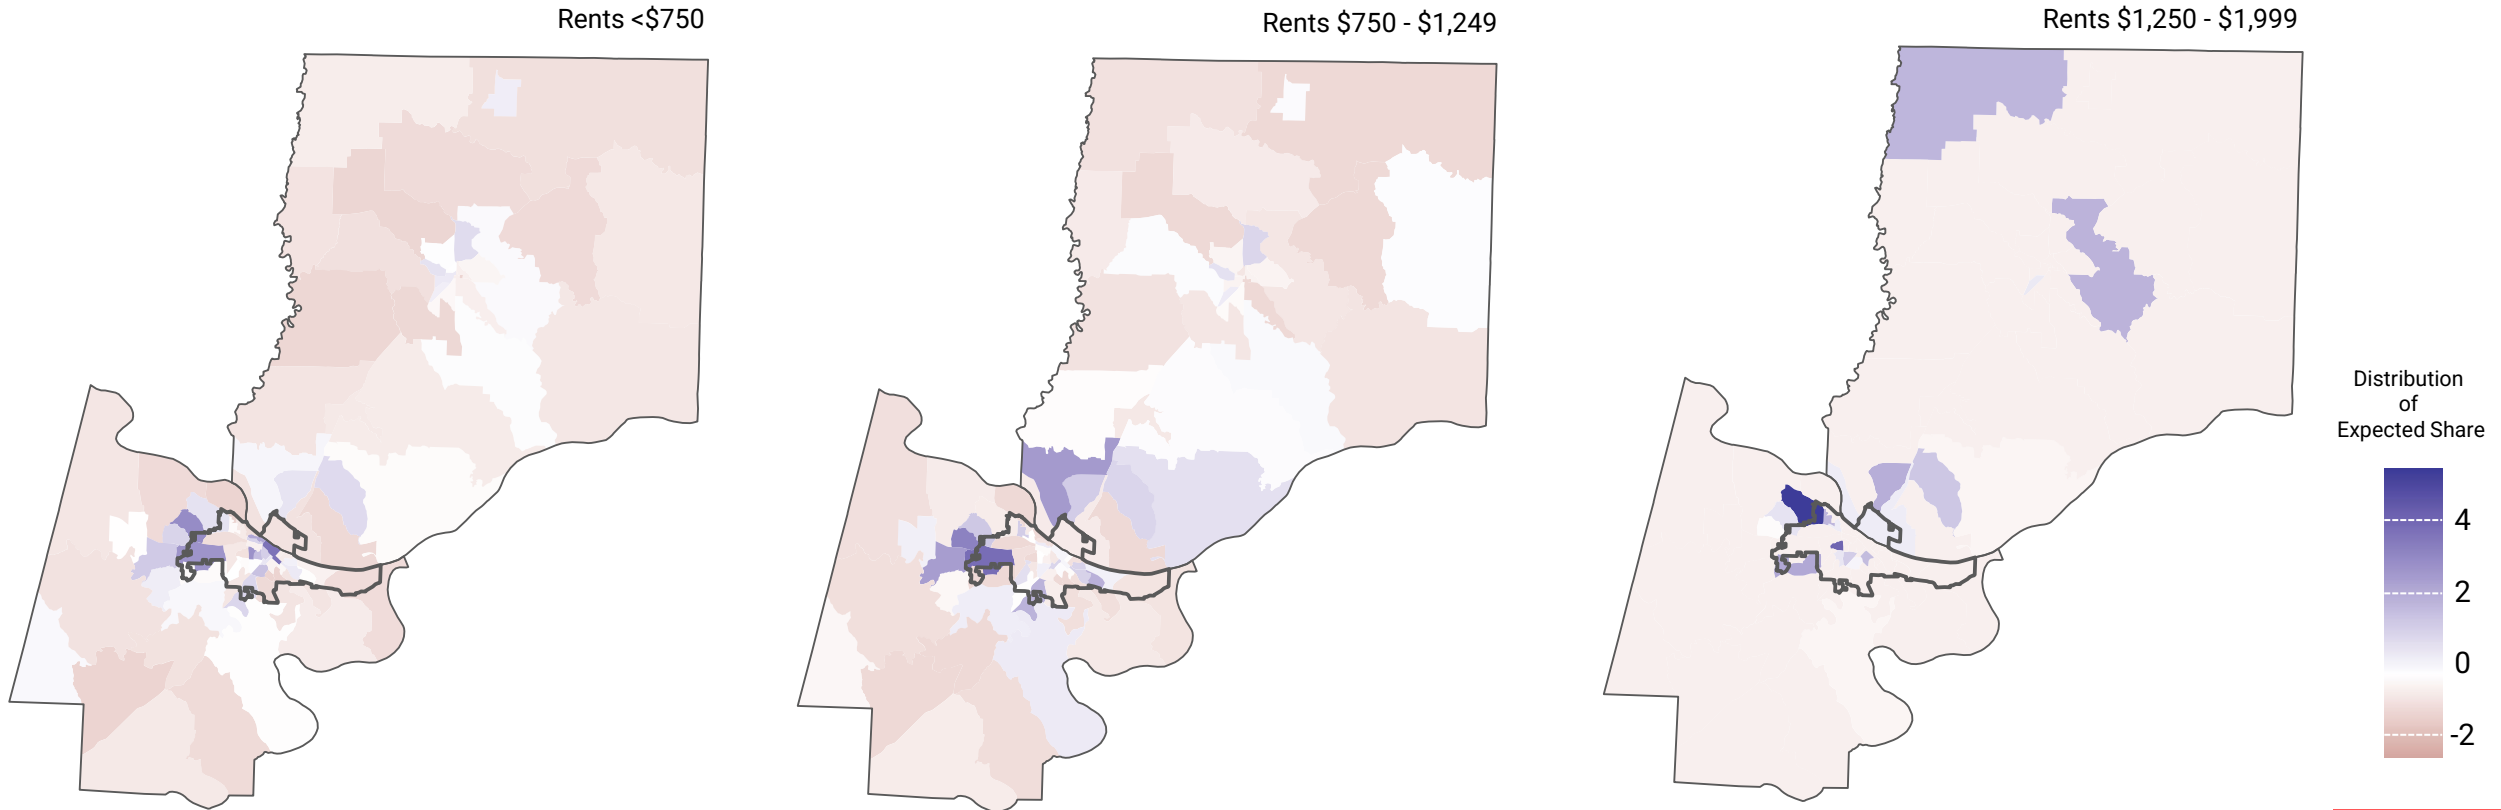 Rents <$750
Rents $750 - $1,249
Rents $1,250 - $1,999
Distribution
of
Expected Share
4
2
0
-2